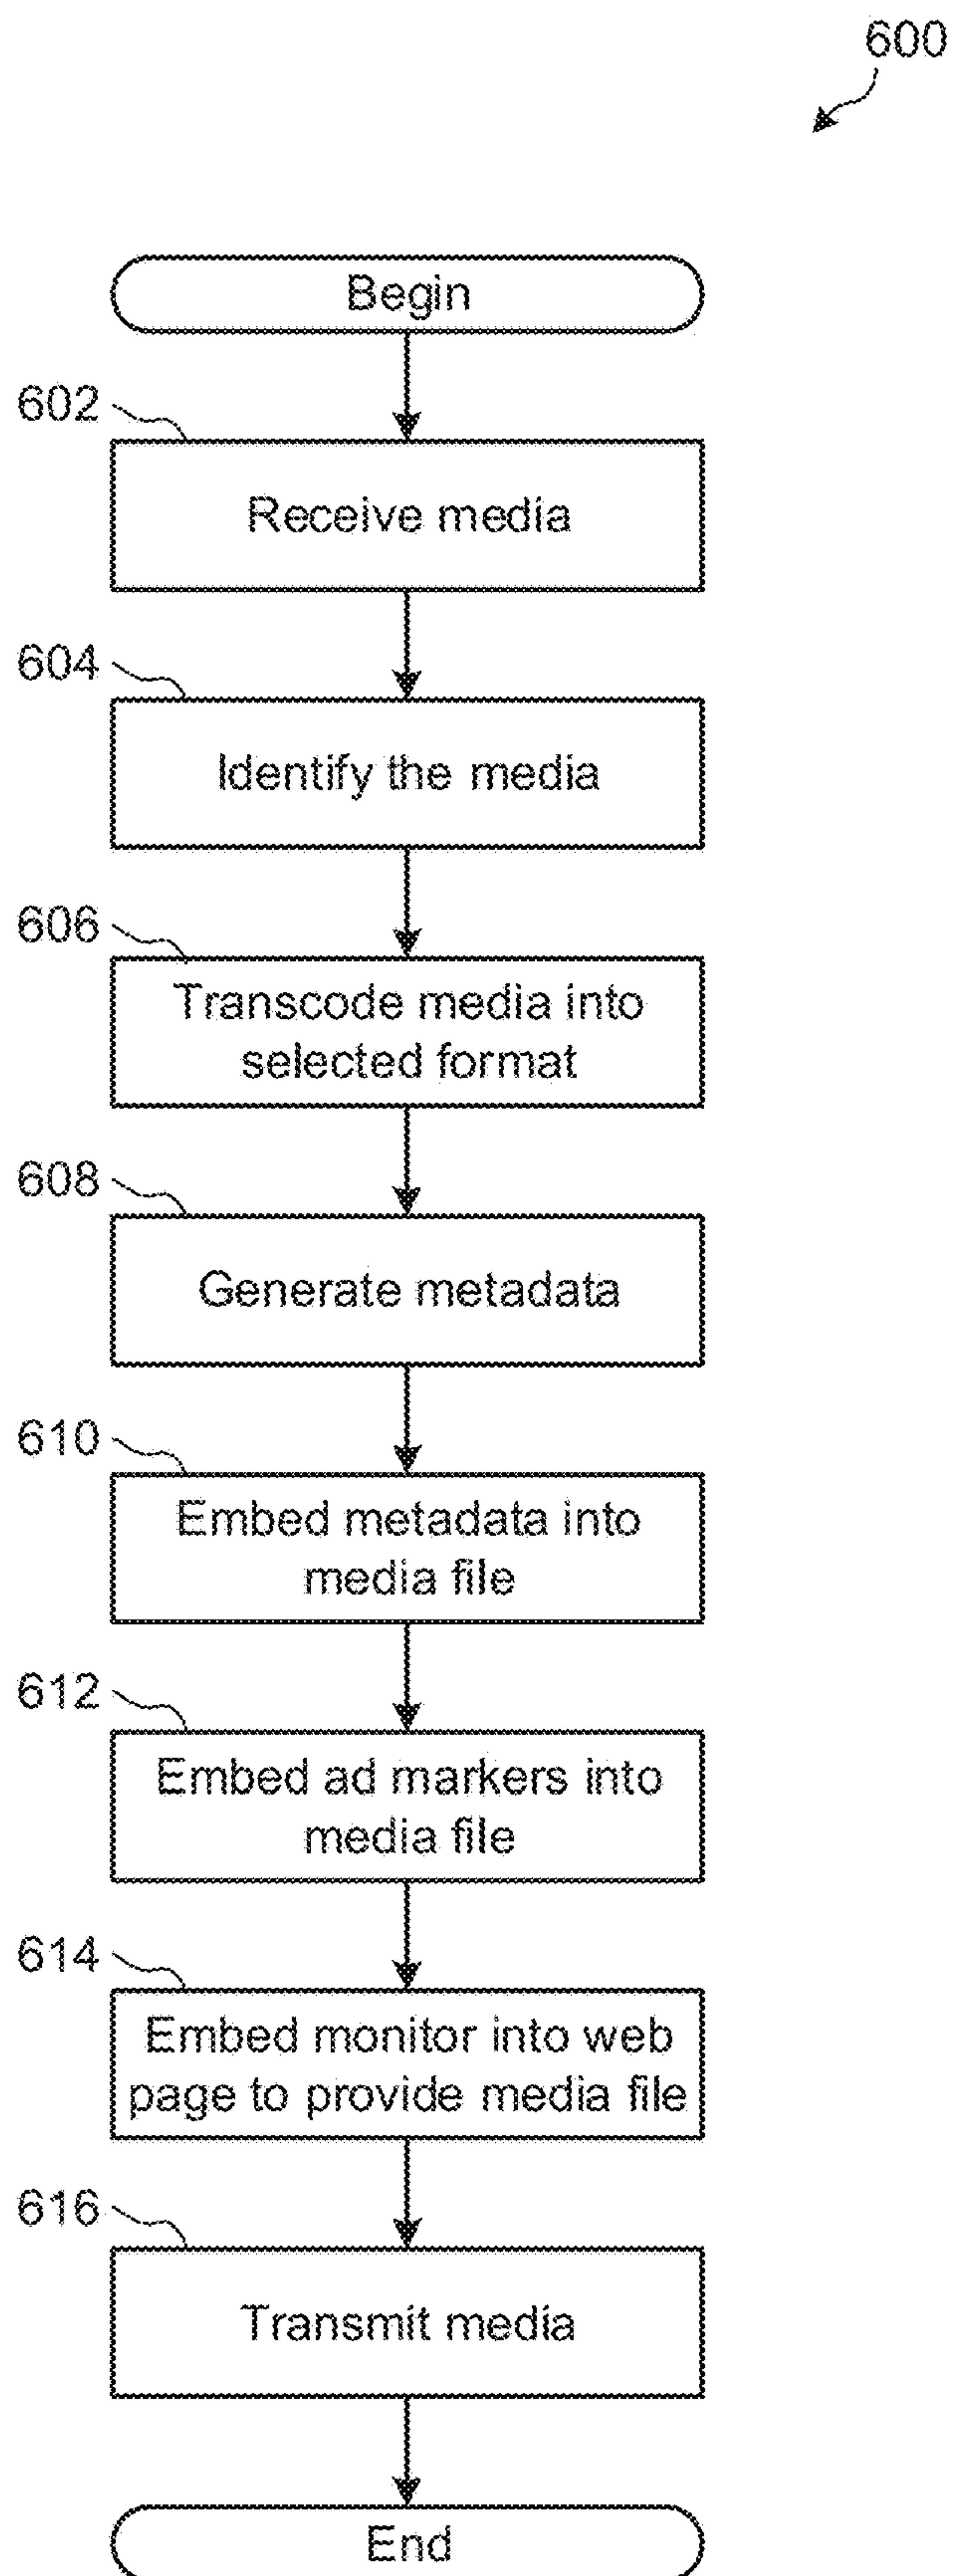 600
Begin
602
Receive media
604
Identify the media
606
Transcode media into
selected format
608
Generate metadata
610
Embed metadata into
media file
612
Embed ad markers into
media file
614
Embed monitor into web
page to provide media file
616
Transmit media
End